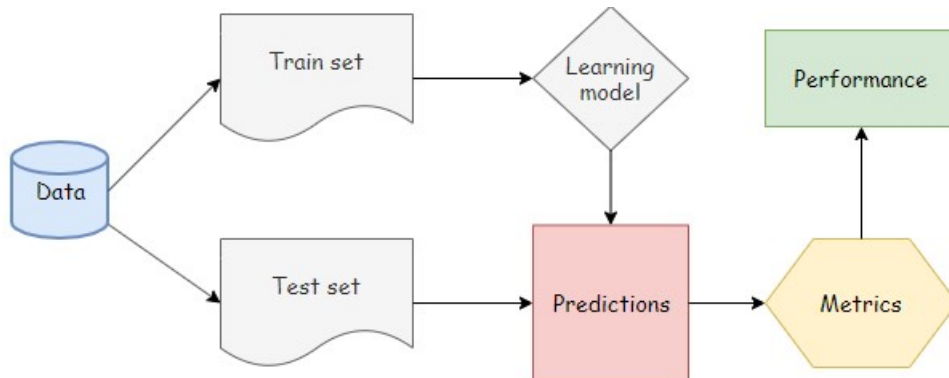 Train set
Learning
model
Performance
Data
Test set
Predictions
Metrics